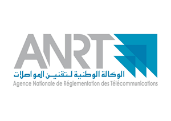 ANRT
الوكالة الوطنية لتقنين المواصلات
Agence Nationale de Réglementation des Télécommunications